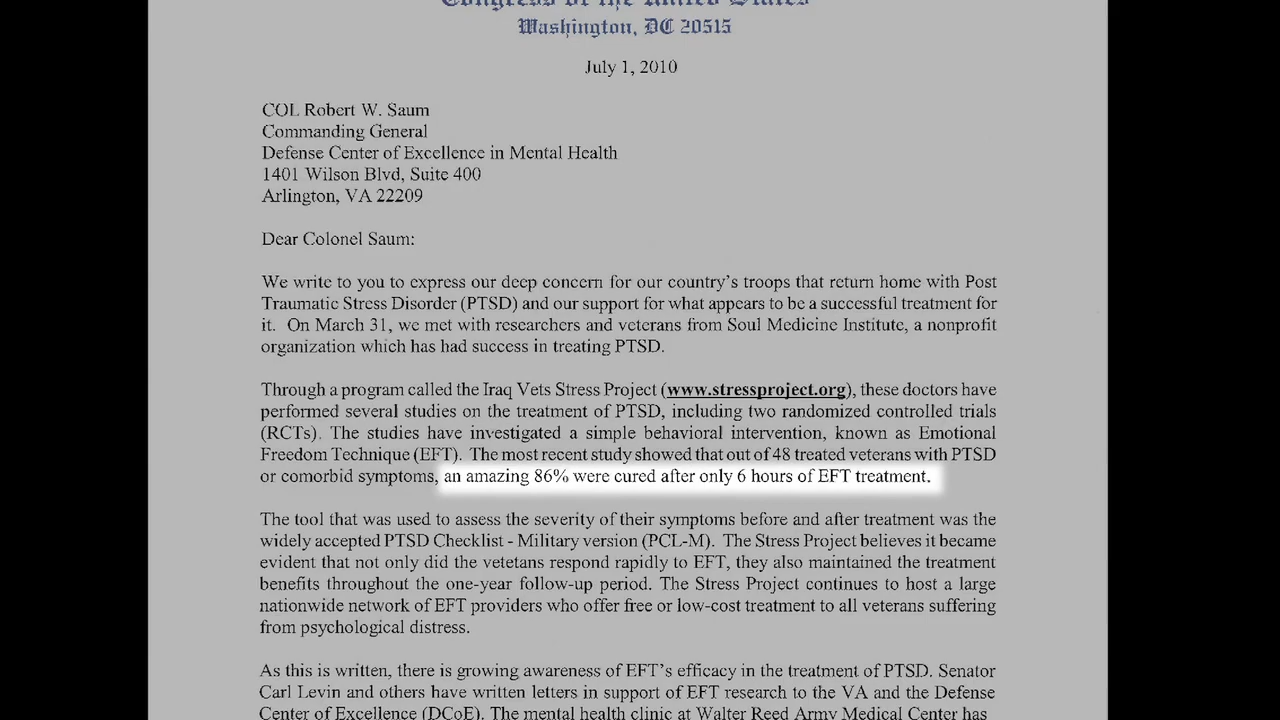 Congress of the United States
Washington, DC 20515
July 1, 2010
COL Robert W. Saum
Commanding General
Defense Center of Excellence in Mental Health
1401 Wilson Blvd, Suite 400
Arlington, VA 22209
Dear Colonel Saum:
We write to you to express our deep concern for our country's troops that return home with Post
Traumatic Stress Disorder (PTSD) and our support for what appears to be a successful treatment for
it. On March 31, we met with researchers and veterans from Soul Medicine Institute, a nonprofit
organization which has had success in treating PTSD.
Through a program called the Iraq Vets Stress Project (www.stressproject.org), these doctors have
performed several studies on the treatment of PTSD, including two randomized controlled trials
(RCTs). The studies have investigated a simple behavioral intervention, known as Emotional
Freedom Technique (EFT). The most recent study showed that out of 48 treated veterans with PTSD
or comorbid symptoms, an amazing 86% were cured after only 6 hours of EFT treatment.
The tool that was used to assess the severity of their symptoms before and after treatment was the
widely accepted PTSD Checklist - Military version (PCL-M). The Stress Project believes it became
evident that not only did the vetetans respond rapidly to EFT, they also maintained the treatment
benefits throughout the one-year follow-up period. The Stress Project continues to host a large
nationwide network of EFT providers who offer free or low-cost treatment to all veterans suffering
from psychological distress.
As this is written, there is growing awareness of EFT's efficacy in the treatment of PTSD. Senator
Carl Levin and others have written letters in support of EFT research to the VA and the Defense
Center of Excellence (DCoE). The mental health clinic at Walter Reed Army Medical Center has